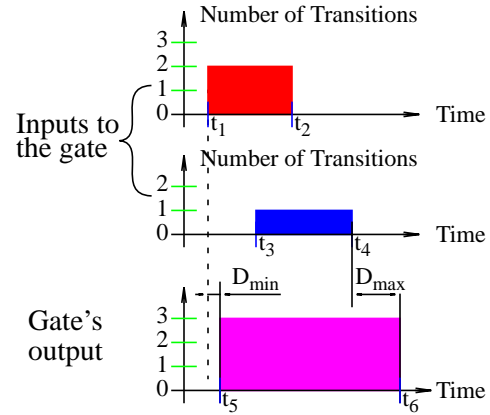 Number of Transitions
3
2
1
0
t1
t2
Time
Inputs to
the gate
Number of Transitions
2
1
0
t3
t4
Time
Dmin
Dmax
Gate's
output
3
2
1
0
t5
t6
Time